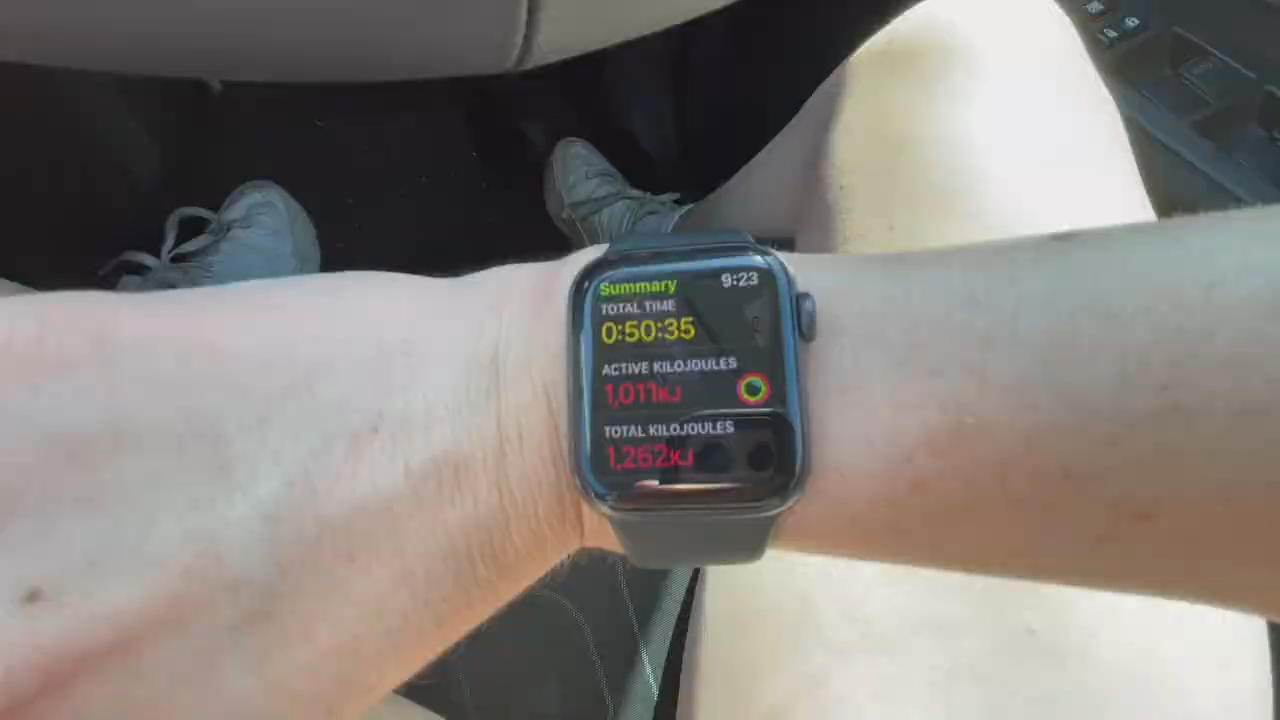 Summary 9:23
TOTAL TIME
0:50:35
ACTIVE KILOJOULES
1,011KJ
TOTAL KILOJOULES
1,262KJ